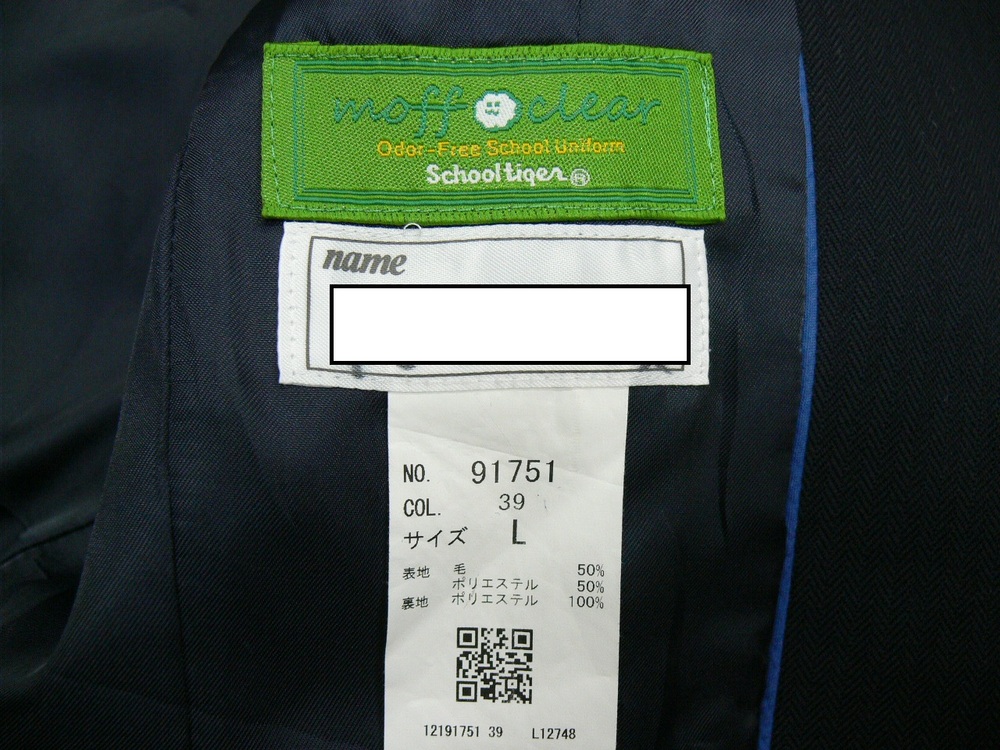 moff clear
Odor-Free School Uniform
Schooltiger®
name
NO. 91751
COL. 39
サイズ L
表地 毛 50%
ポリエステル 50%
裏地 ポリエステル 100%
12191751 39 L12748